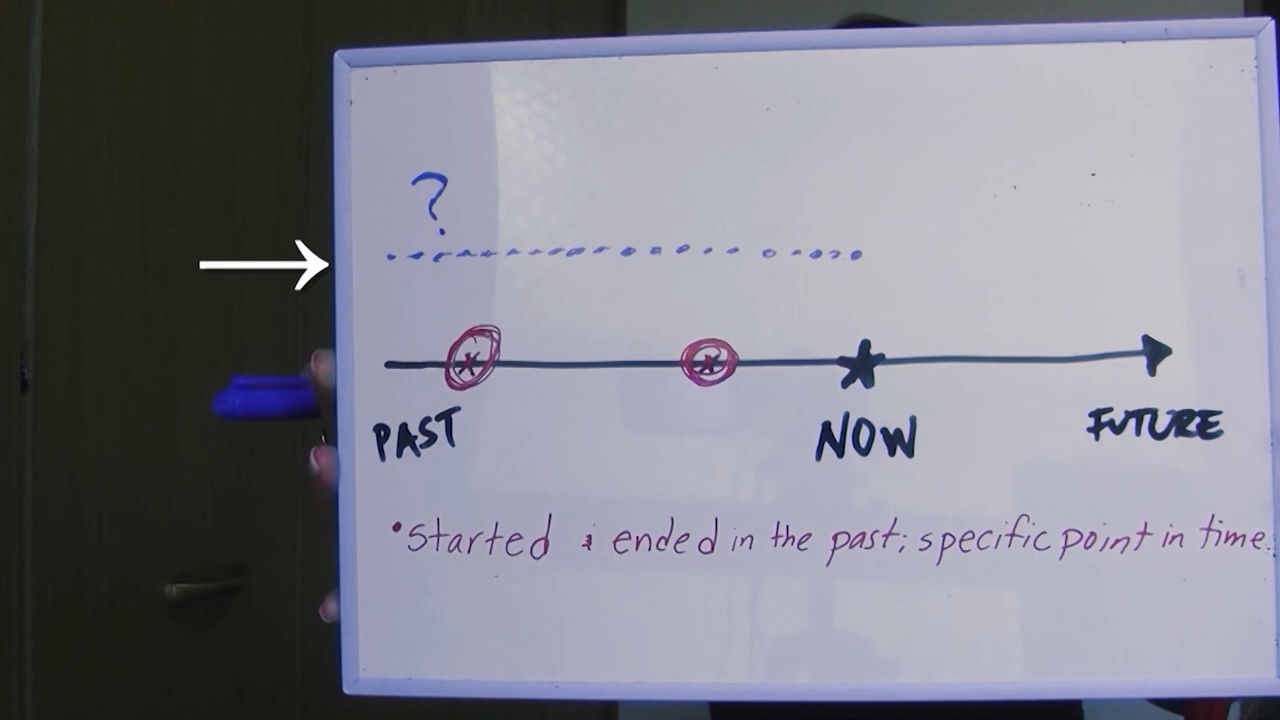 ?
PAST NOW FUTURE
• Started & ended in the past; specific point in time.